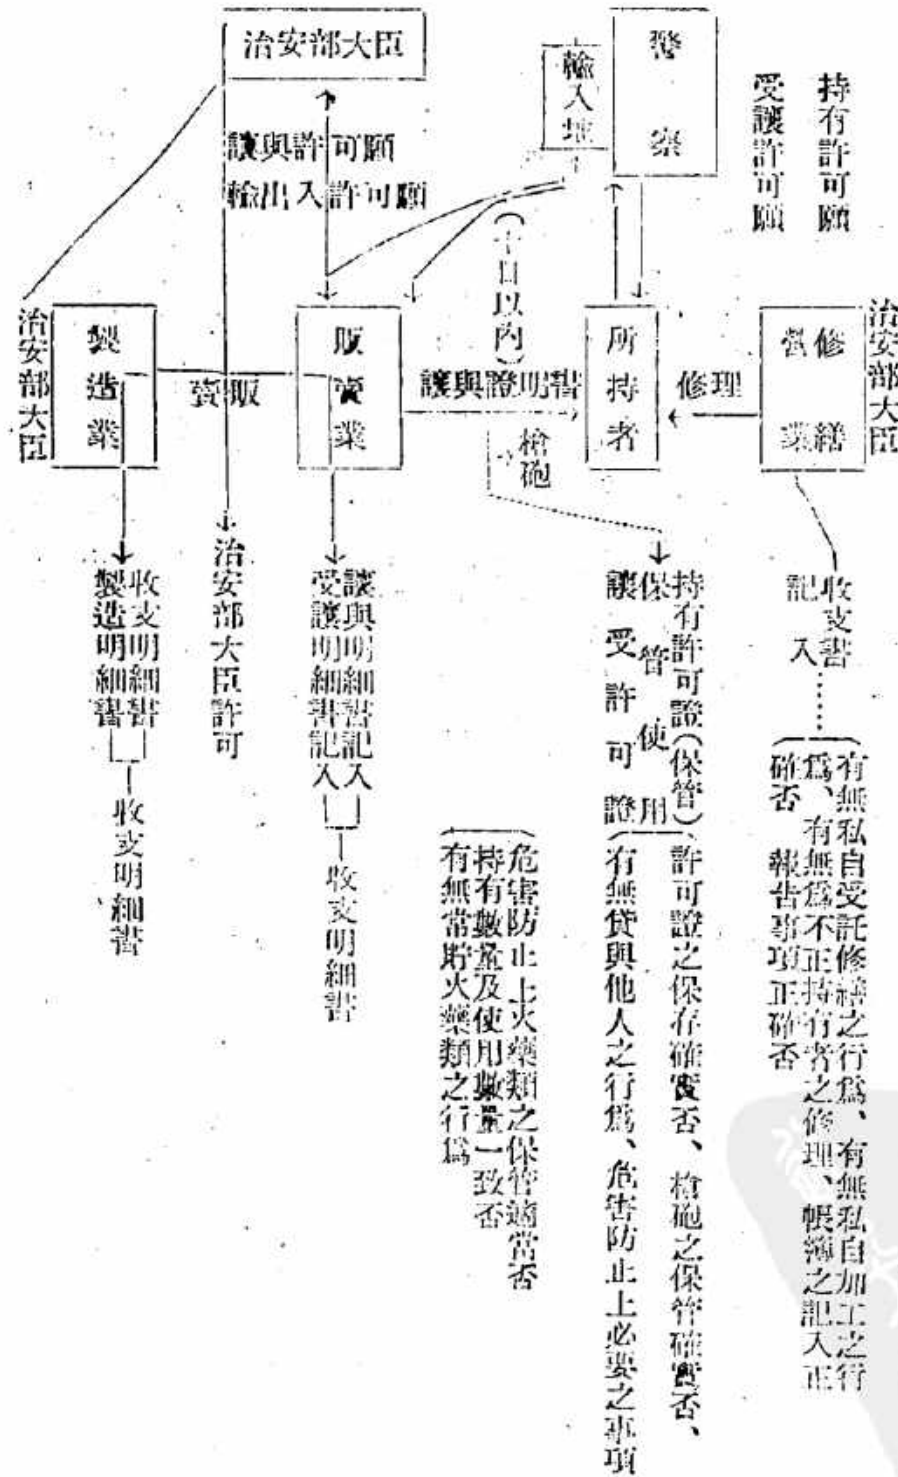 持有許可願
受讓許可願
警察
輸入地
治安部大臣
讓與許可願
輸出入許可願
治安部大臣
修繕
營業
修理
所持者
(十日以內)
讓與證明書
→槍砲
販賣業
販賣
製造業
治安部大臣
收支書
記入……
有無私自受託修繕之行爲、有無私自加工之行
爲、有無爲不正持有者之修理、帳簿之記入正
確否　報告事項正確否
持有許可證(保管)
保管使用
讓受許可證
許可證之保存確實否、槍砲之保管確實否、
有無貸與他人之行爲、危害防止上必要之事項
危害防止上火藥類之保管適當否
持有數量及使用數量一致否
有無常貯火藥類之行爲
讓與明細書記入
受讓明細書記入
收支明細書
治安部大臣許可
收支明細書
製造明細書
收支明細書